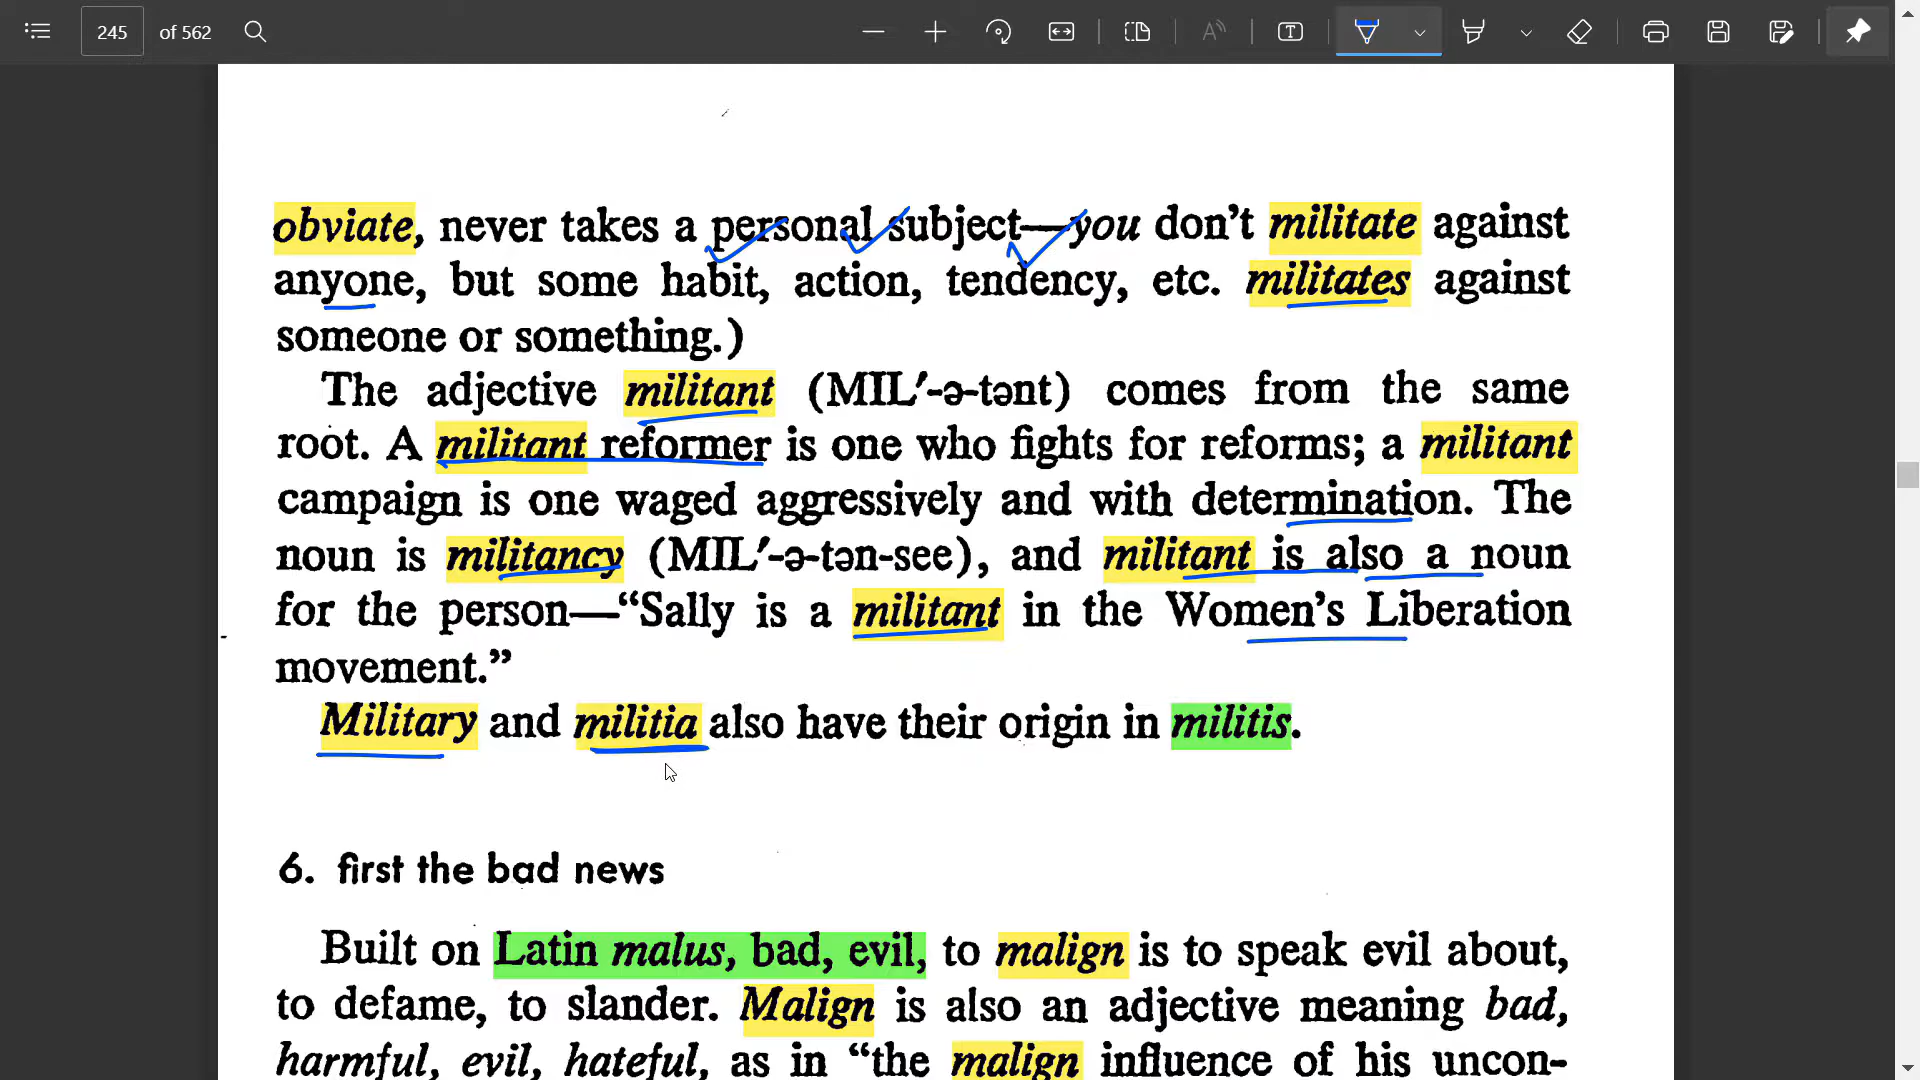 245 of 562
obviate, never takes a personal subject—you don't militate against
anyone, but some habit, action, tendency, etc. militates against
someone or something.)
The adjective militant (MIL′-ə-tənt) comes from the same
root. A militant reformer is one who fights for reforms; a militant
campaign is one waged aggressively and with determination. The
noun is militancy (MIL′-ə-tən-see), and militant is also a noun
for the person—“Sally is a militant in the Women's Liberation
movement.”
Military and militia also have their origin in militis.
6. first the bad news
Built on Latin malus, bad, evil, to malign is to speak evil about,
to defame, to slander. Malign is also an adjective meaning bad,
harmful, evil, hateful, as in “the malign influence of his uncon-